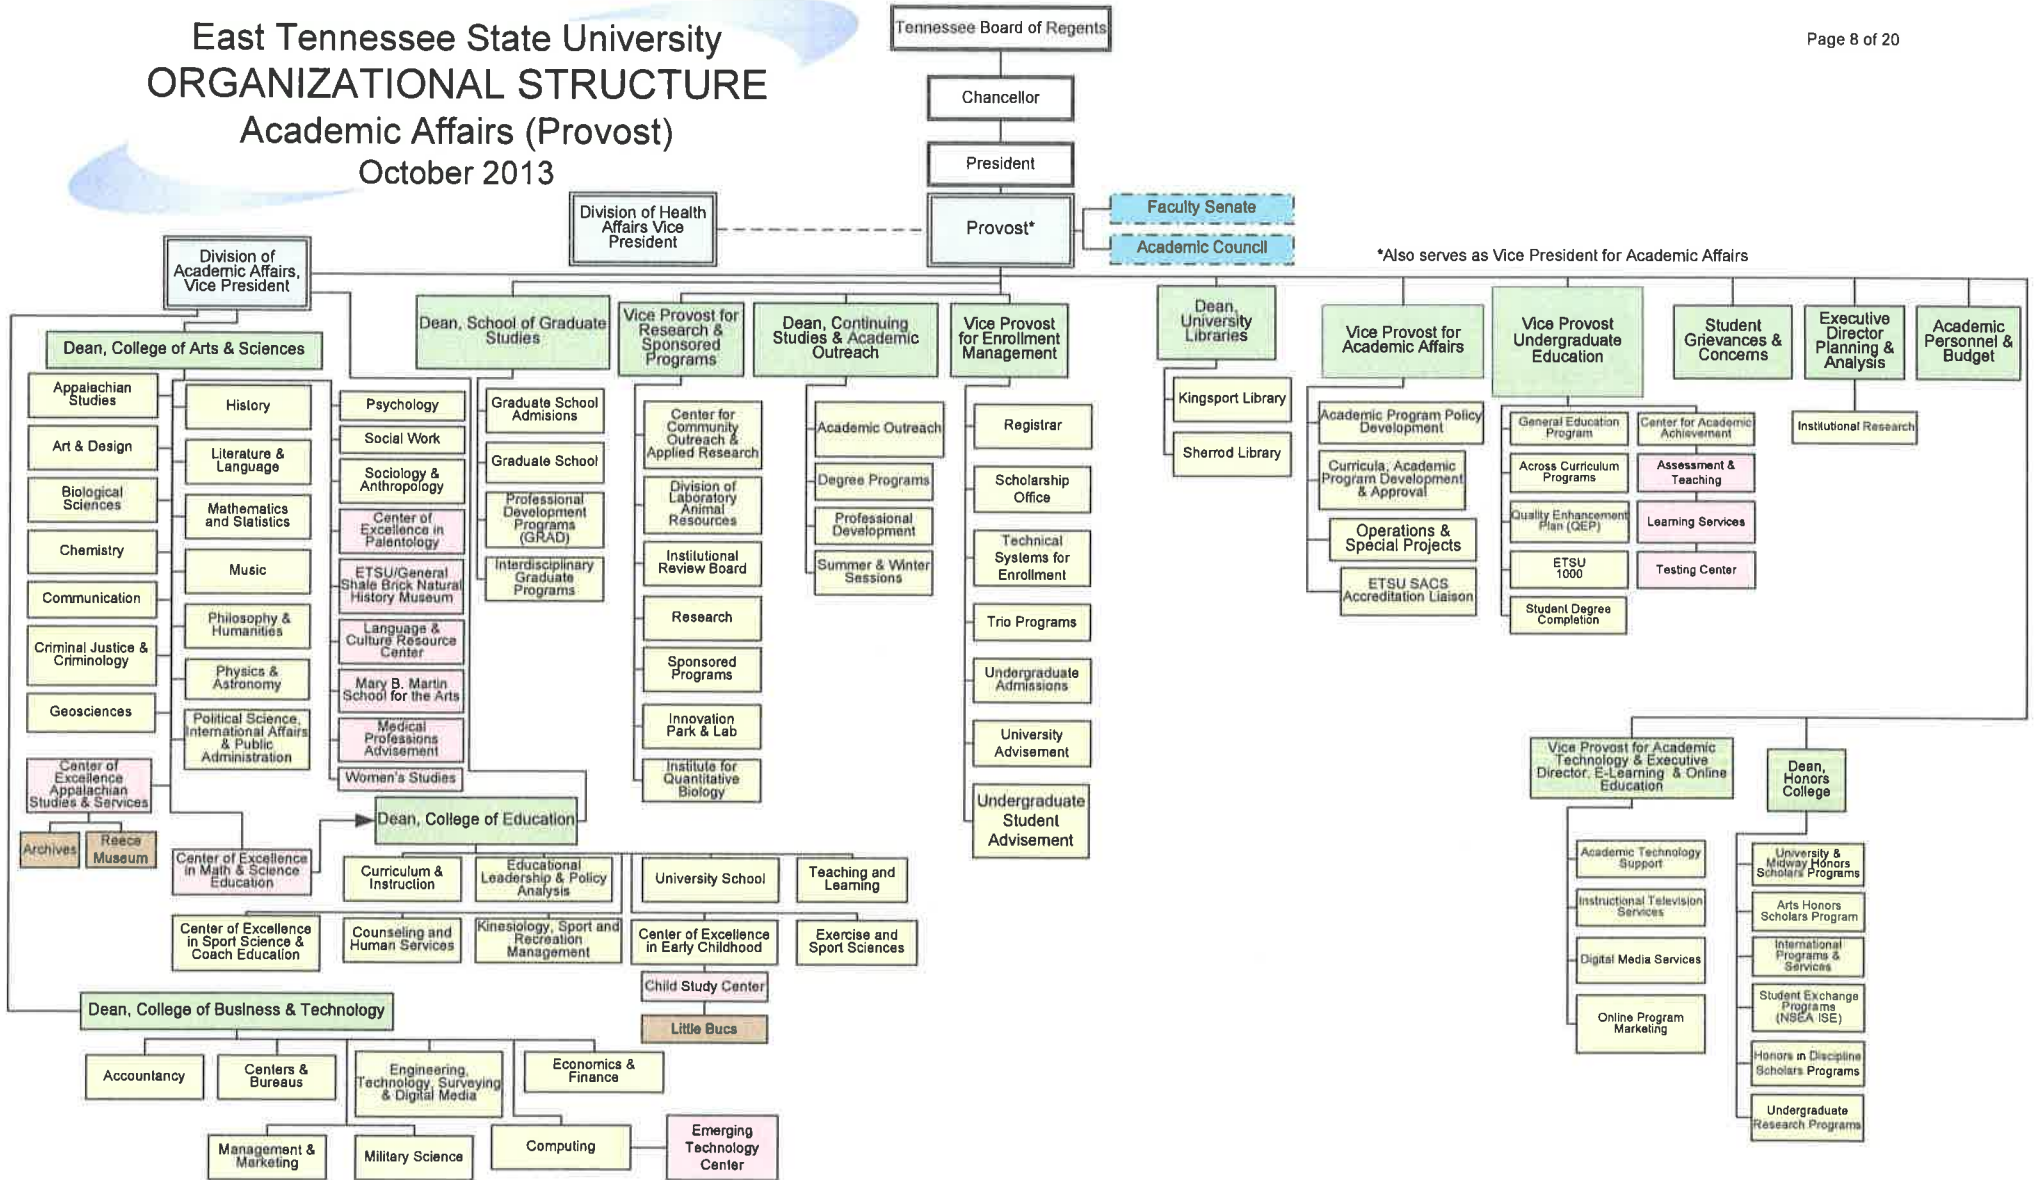 East Tennessee State University
ORGANIZATIONAL STRUCTURE
Academic Affairs (Provost)
October 2013
Page 8 of 20
Tennessee Board of Regents
Chancellor
President
Provost*
Faculty Senate
Academic Council
Division of Health
Affairs Vice
President
*Also serves as Vice President for Academic Affairs
Division of
Academic Affairs,
Vice President
Dean, College of Arts & Sciences
Appalachian
Studies
Art & Design
Biological
Sciences
Chemistry
Communication
Criminal Justice &
Criminology
Geosciences
Center of
Excellence
Appalachian
Studies & Services
Archives
Reece
Museum
History
Literature &
Language
Mathematics
and Statistics
Music
Philosophy &
Humanities
Physics &
Astronomy
Political Science,
International Affairs
& Public
Administration
Center of Excellence
in Math & Science
Education
Psychology
Social Work
Sociology &
Anthropology
Center of
Excellence in
Palentology
ETSU/General
Shale Brick Natural
History Museum
Language &
Culture Resource
Center
Mary B. Martin
School for the Arts
Medical
Professions
Advisement
Women's Studies
Dean, School of Graduate
Studies
Graduate School
Admisions
Graduate School
Professional
Development
Programs
(GRAD)
Interdisciplinary
Graduate
Programs
Vice Provost for
Research &
Sponsored
Programs
Center for
Community
Outreach &
Applied Research
Division of
Laboratory
Animal
Resources
Institutional
Review Board
Research
Sponsored
Programs
Innovation
Park & Lab
Institute for
Quantitative
Biology
Dean, Continuing
Studies & Academic
Outreach
Academic Outreach
Degree Programs
Professional
Development
Summer & Winter
Sessions
Vice Provost
for Enrollment
Management
Registrar
Scholarship
Office
Technical
Systems for
Enrollment
Trio Programs
Undergraduate
Admissions
University
Advisement
Undergraduate
Student
Advisement
Dean,
University
Libraries
Kingsport Library
Sherrod Library
Vice Provost for
Academic Affairs
Academic Program Policy
Development
Curricula, Academic
Program Development
& Approval
Operations &
Special Projects
ETSU SACS
Accreditation Liaison
Vice Provost
Undergraduate
Education
General Education
Program
Across Curriculum
Programs
Quality Enhancement
Plan (QEP)
ETSU
1000
Student Degree
Completion
Center for Academic
Achievement
Assessment &
Teaching
Learning Services
Testing Center
Student
Grievances &
Concerns
Executive
Director
Planning &
Analysis
Institutional Research
Academic
Personnel &
Budget
Vice Provost for Academic
Technology & Executive
Director, E-Learning & Online
Education
Academic Technology
Support
Instructional Television
Services
Digital Media Services
Online Program
Marketing
Dean,
Honors
College
University &
Midway Honors
Scholars Programs
Arts Honors
Scholars Program
International
Programs &
Services
Student Exchange
Programs
(NSEA ISE)
Honors in Discipline
Scholars Programs
Undergraduate
Research Programs
Dean, College of Education
Curriculum &
Instruction
Educational
Leadership & Policy
Analysis
University School
Teaching and
Learning
Center of Excellence
in Sport Science &
Coach Education
Counseling and
Human Services
Kinesiology, Sport and
Recreation
Management
Center of Excellence
in Early Childhood
Exercise and
Sport Sciences
Child Study Center
Little Bucs
Dean, College of Business & Technology
Accountancy
Centers &
Bureaus
Engineering,
Technology, Surveying
& Digital Media
Economics &
Finance
Management &
Marketing
Military Science
Computing
Emerging
Technology
Center